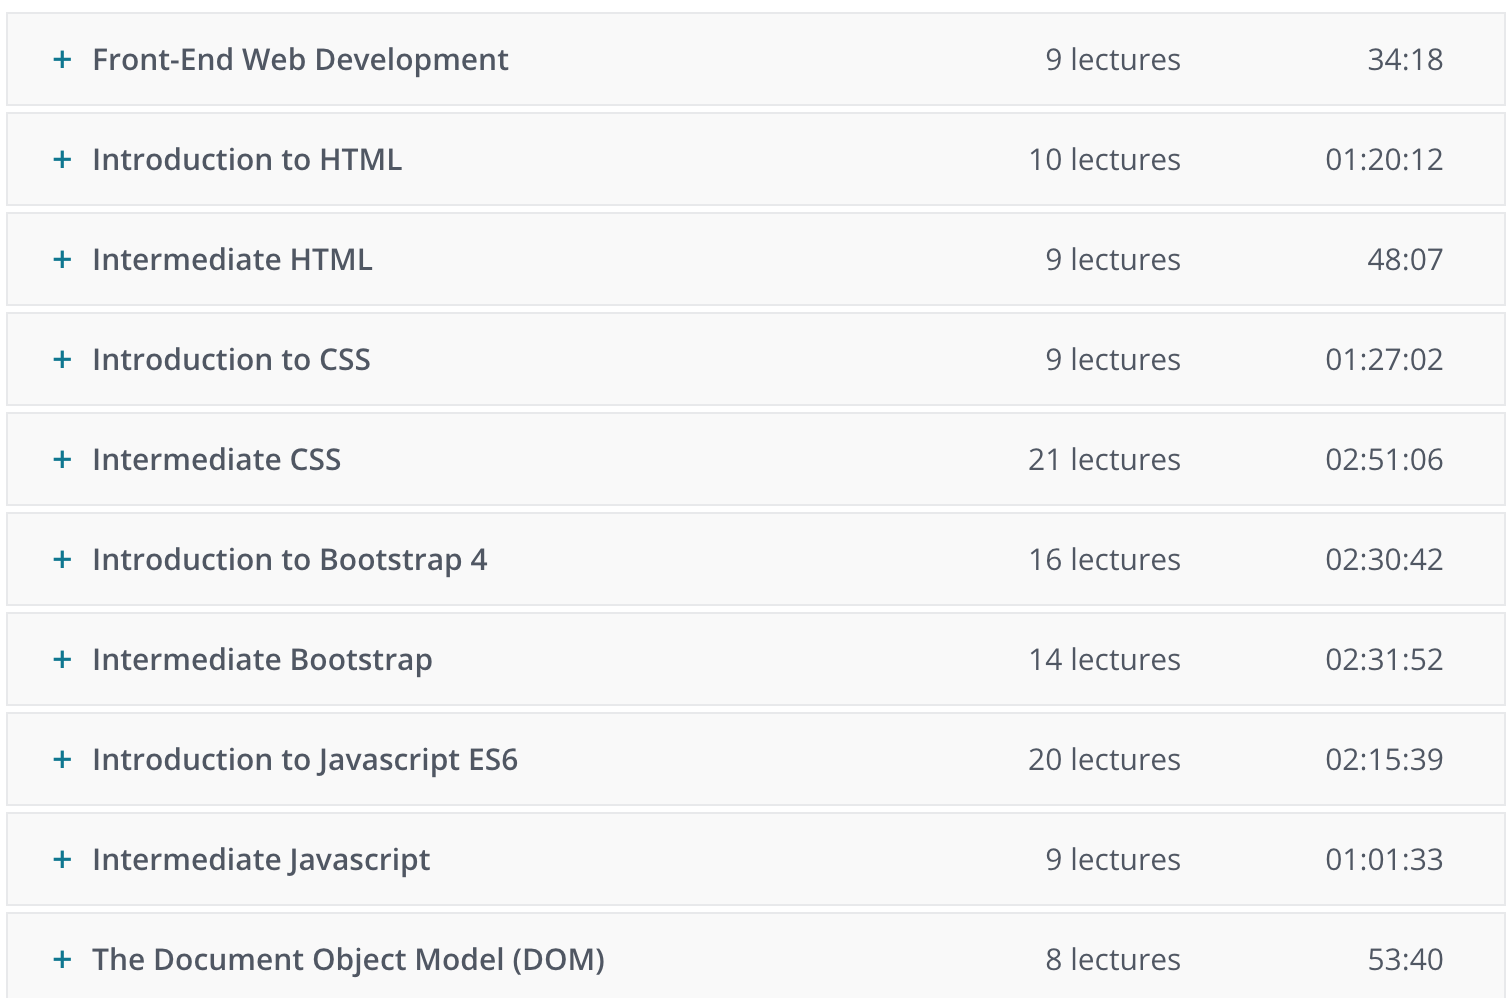 + Front-End Web Development 9 lectures 34:18
+ Introduction to HTML 10 lectures 01:20:12
+ Intermediate HTML 9 lectures 48:07
+ Introduction to CSS 9 lectures 01:27:02
+ Intermediate CSS 21 lectures 02:51:06
+ Introduction to Bootstrap 4 16 lectures 02:30:42
+ Intermediate Bootstrap 14 lectures 02:31:52
+ Introduction to Javascript ES6 20 lectures 02:15:39
+ Intermediate Javascript 9 lectures 01:01:33
+ The Document Object Model (DOM) 8 lectures 53:40